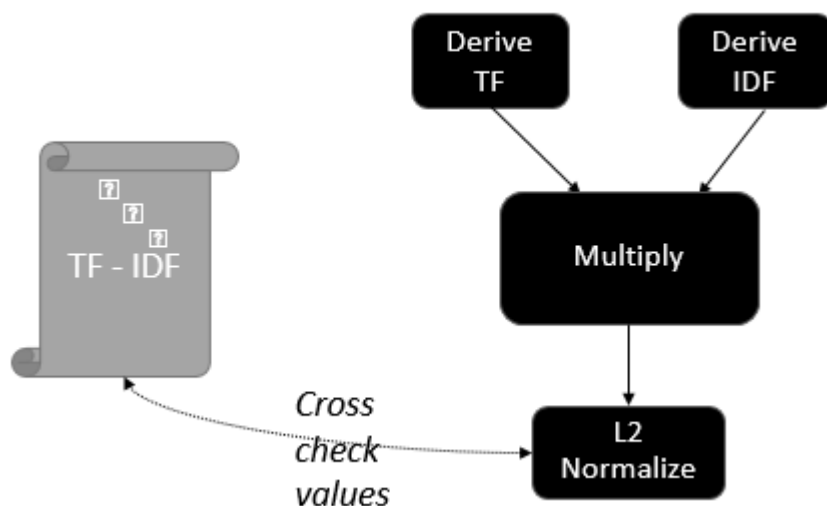 Derive
TF
Derive
IDF
TF - IDF
Multiply
Cross
check
values
L2
Normalize